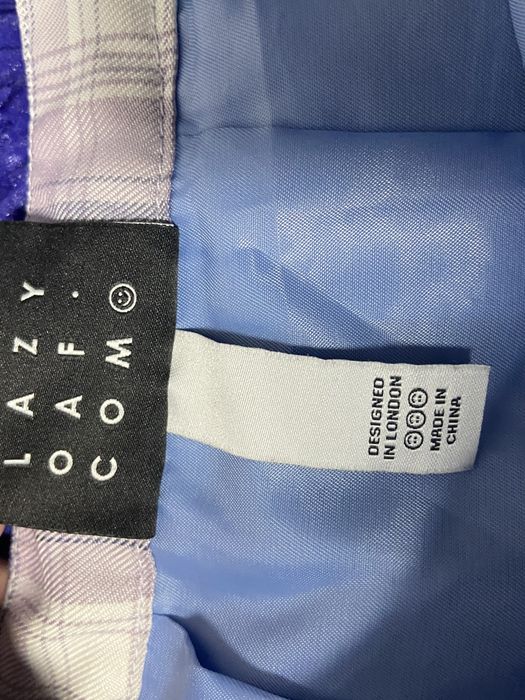 LAZY
OAF.
COM
DESIGNED
IN LONDON
MADE IN
CHINA